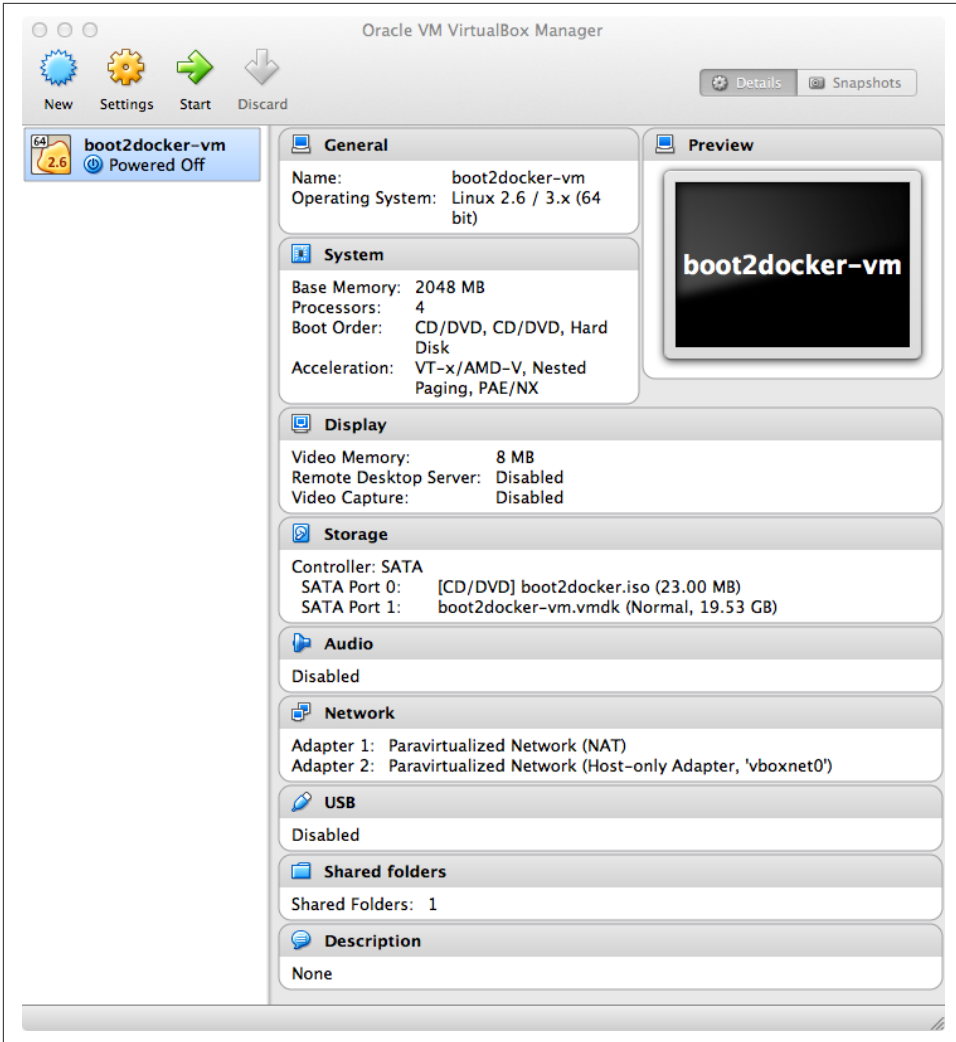 Oracle VM VirtualBox Manager
New Settings Start Discard
Details Snapshots
64
2.6
boot2docker-vm
Powered Off
General
Name: boot2docker-vm
Operating System: Linux 2.6 / 3.x (64
bit)
System
Base Memory: 2048 MB
Processors: 4
Boot Order: CD/DVD, CD/DVD, Hard
Disk
Acceleration: VT-x/AMD-V, Nested
Paging, PAE/NX
Preview
boot2docker-vm
Display
Video Memory: 8 MB
Remote Desktop Server: Disabled
Video Capture: Disabled
Storage
Controller: SATA
SATA Port 0: [CD/DVD] boot2docker.iso (23.00 MB)
SATA Port 1: boot2docker-vm.vmdk (Normal, 19.53 GB)
Audio
Disabled
Network
Adapter 1: Paravirtualized Network (NAT)
Adapter 2: Paravirtualized Network (Host-only Adapter, 'vboxnet0')
USB
Disabled
Shared folders
Shared Folders: 1
Description
None